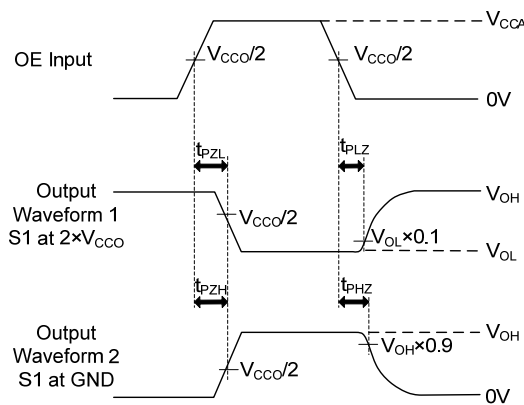 V_CCA
OE Input
V_CCO/2
V_CCO/2
0V
t_PZL
t_PLZ
Output
Waveform 1
S1 at 2×V_CCO
V_CCO/2
V_OH
V_OL×0.1
V_OL
t_PZH
t_PHZ
Output
Waveform 2
S1 at GND
V_CCO/2
V_OH
V_OH×0.9
0V